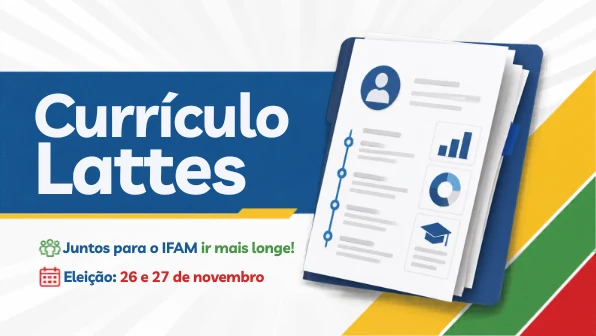 Currículo
Lattes
Juntos para o IFAM ir mais longe!
Eleição: 26 e 27 de novembro